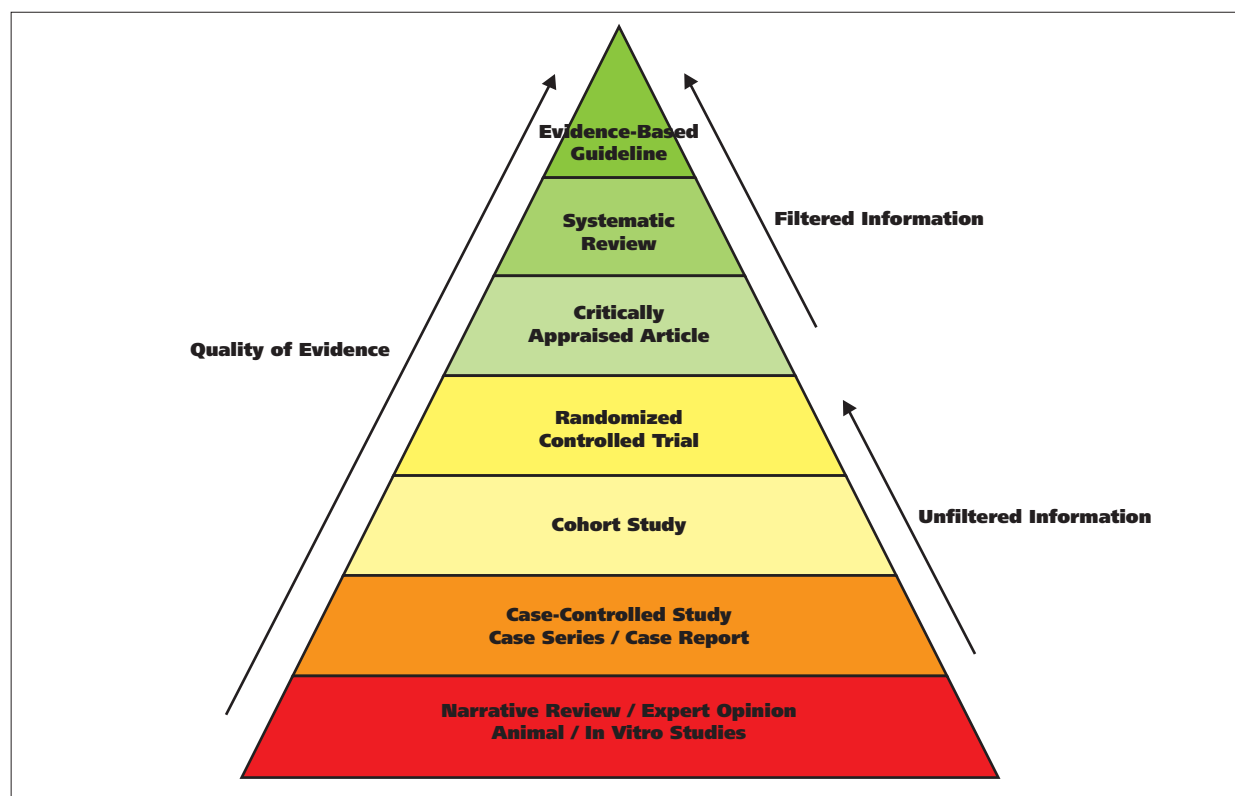 Evidence-Based
Guideline
Systematic
Review
Filtered Information
Critically
Appraised Article
Quality of Evidence
Randomized
Controlled Trial
Cohort Study
Unfiltered Information
Case-Controlled Study
Case Series / Case Report
Narrative Review / Expert Opinion
Animal / In Vitro Studies